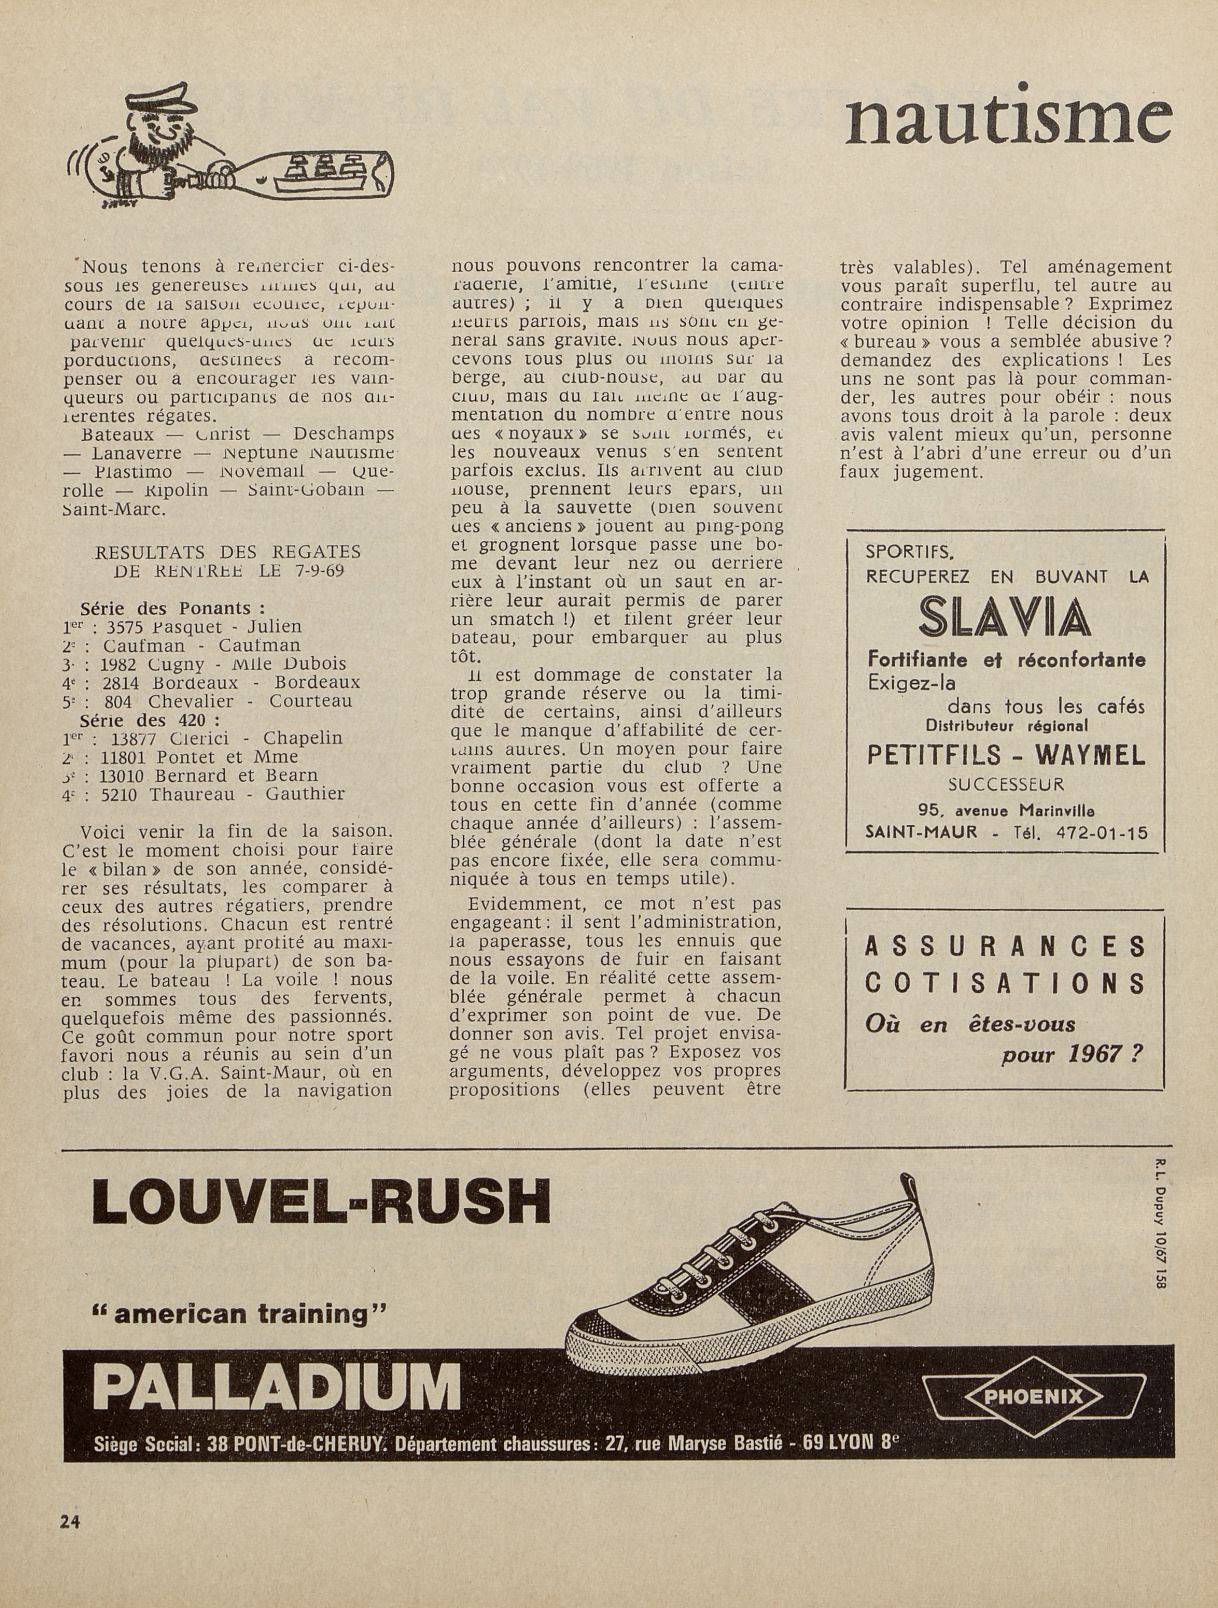 nautisme
Nous tenons à remercier ci-des-
sous les genereuses firmes qui, au
cours de la saison ecoulee, repon-
dant a notre appel, nous ont fait
parvenir quelques-unes de leurs
porductions, destinees à recom-
penser ou a encourager les vain-
queurs ou participants de nos dif-
ferentes régates.
Bateaux — Christ — Deschamps
— Lanaverre — Neptune Nautisme
— Plastimo — Novemail — Que-
rolle — Ripolin — Saint-Gobain —
Saint-Marc.
RESULTATS DES REGATES
DE RENTREE LE 7-9-69
Série des Ponants :
1er : 3575 Pasquet - Julien
2e : Caufman - Caufman
3e : 1982 Cugny - Mlle Dubois
4e : 2814 Bordeaux - Bordeaux
5e : 804 Chevalier - Courteau
Série des 420 :
1er : 13877 Clerici - Chapelin
2e : 11801 Pontet et Mme
3e : 13010 Bernard et Bearn
4e : 5210 Thaureau - Gauthier
Voici venir la fin de la saison.
C'est le moment choisi pour faire
le « bilan » de son année, considé-
rer ses résultats, les comparer à
ceux des autres régatiers, prendre
des résolutions. Chacun est rentré
de vacances, ayant profité au maxi-
mum (pour la plupart) de son ba-
teau. Le bateau ! La voile ! nous
en sommes tous des fervents,
quelquefois même des passionnés.
Ce goût commun pour notre sport
favori nous a réunis au sein d'un
club : la V.G.A. Saint-Maur, où en
plus des joies de la navigation
nous pouvons rencontrer la cama-
raderie, l'amitie, l'estime (entre
autres) ; il y a bien quelques
heurts parfois, mais ils sont en ge-
neral sans gravite. Nous nous aper-
cevons tous plus ou moins sur la
berge, au club-house, au bar du
club, mais du fait meme de l'aug-
mentation du nombre d'entre nous
des « noyaux » se sont formés, et
les nouveaux venus s'en sentent
parfois exclus. Ils arrivent au club
house, prennent leurs epars, un
peu à la sauvette (bien souvent
des « anciens » jouent au ping-pong
et grognent lorsque passe une bo-
me devant leur nez ou derriere
eux à l'instant où un saut en ar-
rière leur aurait permis de parer
un smatch !) et filent gréer leur
bateau, pour embarquer au plus
tôt.
Il est dommage de constater la
trop grande réserve ou la timi-
dité de certains, ainsi d'ailleurs
que le manque d'affabilité de cer-
tains autres. Un moyen pour faire
vraiment partie du club ? Une
bonne occasion vous est offerte a
tous en cette fin d'année (comme
chaque année d'ailleurs) : l'assem-
blée générale (dont la date n'est
pas encore fixée, elle sera commu-
niquée à tous en temps utile).
Evidemment, ce mot n'est pas
engageant : il sent l'administration,
la paperasse, tous les ennuis que
nous essayons de fuir en faisant
de la voile. En réalité cette assem-
blée générale permet à chacun
d'exprimer son point de vue. De
donner son avis. Tel projet envisa-
gé ne vous plaît pas ? Exposez vos
arguments, développez vos propres
propositions (elles peuvent être
très valables). Tel aménagement
vous paraît superflu, tel autre au
contraire indispensable ? Exprimez
votre opinion ! Telle décision du
« bureau » vous a semblée abusive ?
demandez des explications ! Les
uns ne sont pas là pour comman-
der, les autres pour obéir : nous
avons tous droit à la parole : deux
avis valent mieux qu'un, personne
n'est à l'abri d'une erreur ou d'un
faux jugement.
SPORTIFS,
RECUPEREZ EN BUVANT LA
SLAVIA
Fortifiante et réconfortante
Exigez-la
dans tous les cafés
Distributeur régional
PETITFILS - WAYMEL
SUCCESSEUR
95, avenue Marinville
SAINT-MAUR - Tél. 472-01-15
ASSURANCES
COTISATIONS
Où en êtes-vous
pour 1967 ?
LOUVEL-RUSH
“american training”
PALLADIUM
Siège Social : 38 PONT-de-CHERUY. Département chaussures : 27, rue Maryse Bastié - 69 LYON 8e
PHOENIX
R. L. Dupuy 10/67 158
24